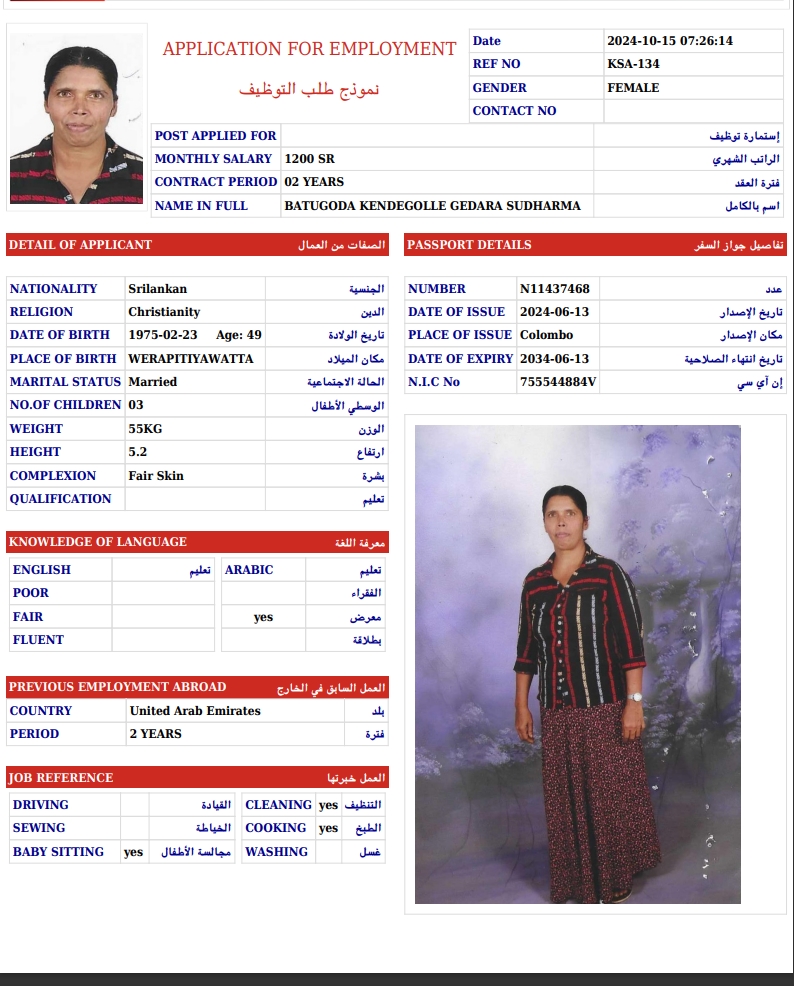 APPLICATION FOR EMPLOYMENT
نموذج طلب التوظيف
Date 2024-10-15 07:26:14
REF NO KSA-134
GENDER FEMALE
CONTACT NO
POST APPLIED FOR إستمارة توظيف
MONTHLY SALARY 1200 SR الراتب الشهري
CONTRACT PERIOD 02 YEARS فترة العقد
NAME IN FULL BATUGODA KENDEGOLLE GEDARA SUDHARMA اسم بالكامل
DETAIL OF APPLICANT الصفات من العمال
NATIONALITY Srilankan الجنسية
RELIGION Christianity الدين
DATE OF BIRTH 1975-02-23 Age: 49 تاريخ الولادة
PLACE OF BIRTH WERAPITIYAWATTA مكان الميلاد
MARITAL STATUS Married الحالة الاجتماعية
NO.OF CHILDREN 03 الوسطي الأطفال
WEIGHT 55KG الوزن
HEIGHT 5.2 ارتفاع
COMPLEXION Fair Skin بشرة
QUALIFICATION تعليم
KNOWLEDGE OF LANGUAGE معرفة اللغة
ENGLISH تعليم ARABIC تعليم
POOR الفقراء
FAIR yes معرض
FLUENT بطلاقة
PREVIOUS EMPLOYMENT ABROAD العمل السابق في الخارج
COUNTRY United Arab Emirates بلد
PERIOD 2 YEARS فترة
JOB REFERENCE العمل خبرتها
DRIVING القيادة CLEANING yes التنظيف
SEWING الخياطة COOKING yes الطبخ
BABY SITTING yes مجالسة الأطفال WASHING غسل
PASSPORT DETAILS تفاصيل جواز السفر
NUMBER N11437468 عدد
DATE OF ISSUE 2024-06-13 تاريخ الإصدار
PLACE OF ISSUE Colombo مكان الإصدار
DATE OF EXPIRY 2034-06-13 تاريخ انتهاء الصلاحية
N.I.C No 755544884V إن آي سي